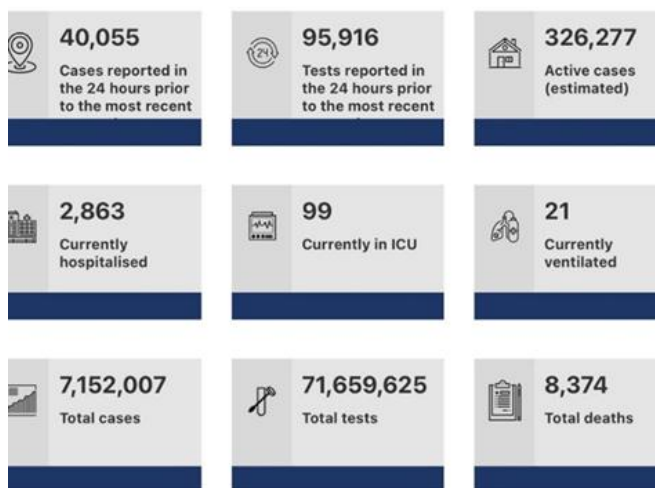 40,055
Cases reported in
the 24 hours prior
to the most recent
95,916
Tests reported in
the 24 hours prior
to the most recent
326,277
Active cases
(estimated)
2,863
Currently
hospitalised
99
Currently in ICU
21
Currently
ventilated
7,152,007
Total cases
71,659,625
Total tests
8,374
Total deaths